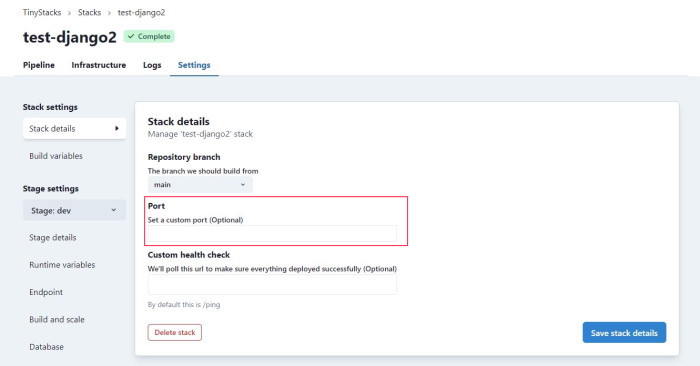 TinyStacks > Stacks > test-django2
test-django2 ✓ Complete
Pipeline Infrastructure Logs Settings
Stack settings
Stack details
Build variables
Stage settings
Stage: dev
Stage details
Runtime variables
Endpoint
Build and scale
Database
Stack details
Manage 'test-django2' stack
Repository branch
The branch we should build from
main
Port
Set a custom port (Optional)
Custom health check
We'll poll this url to make sure everything deployed successfully (Optional)
By default this is /ping
Delete stack
Save stack details